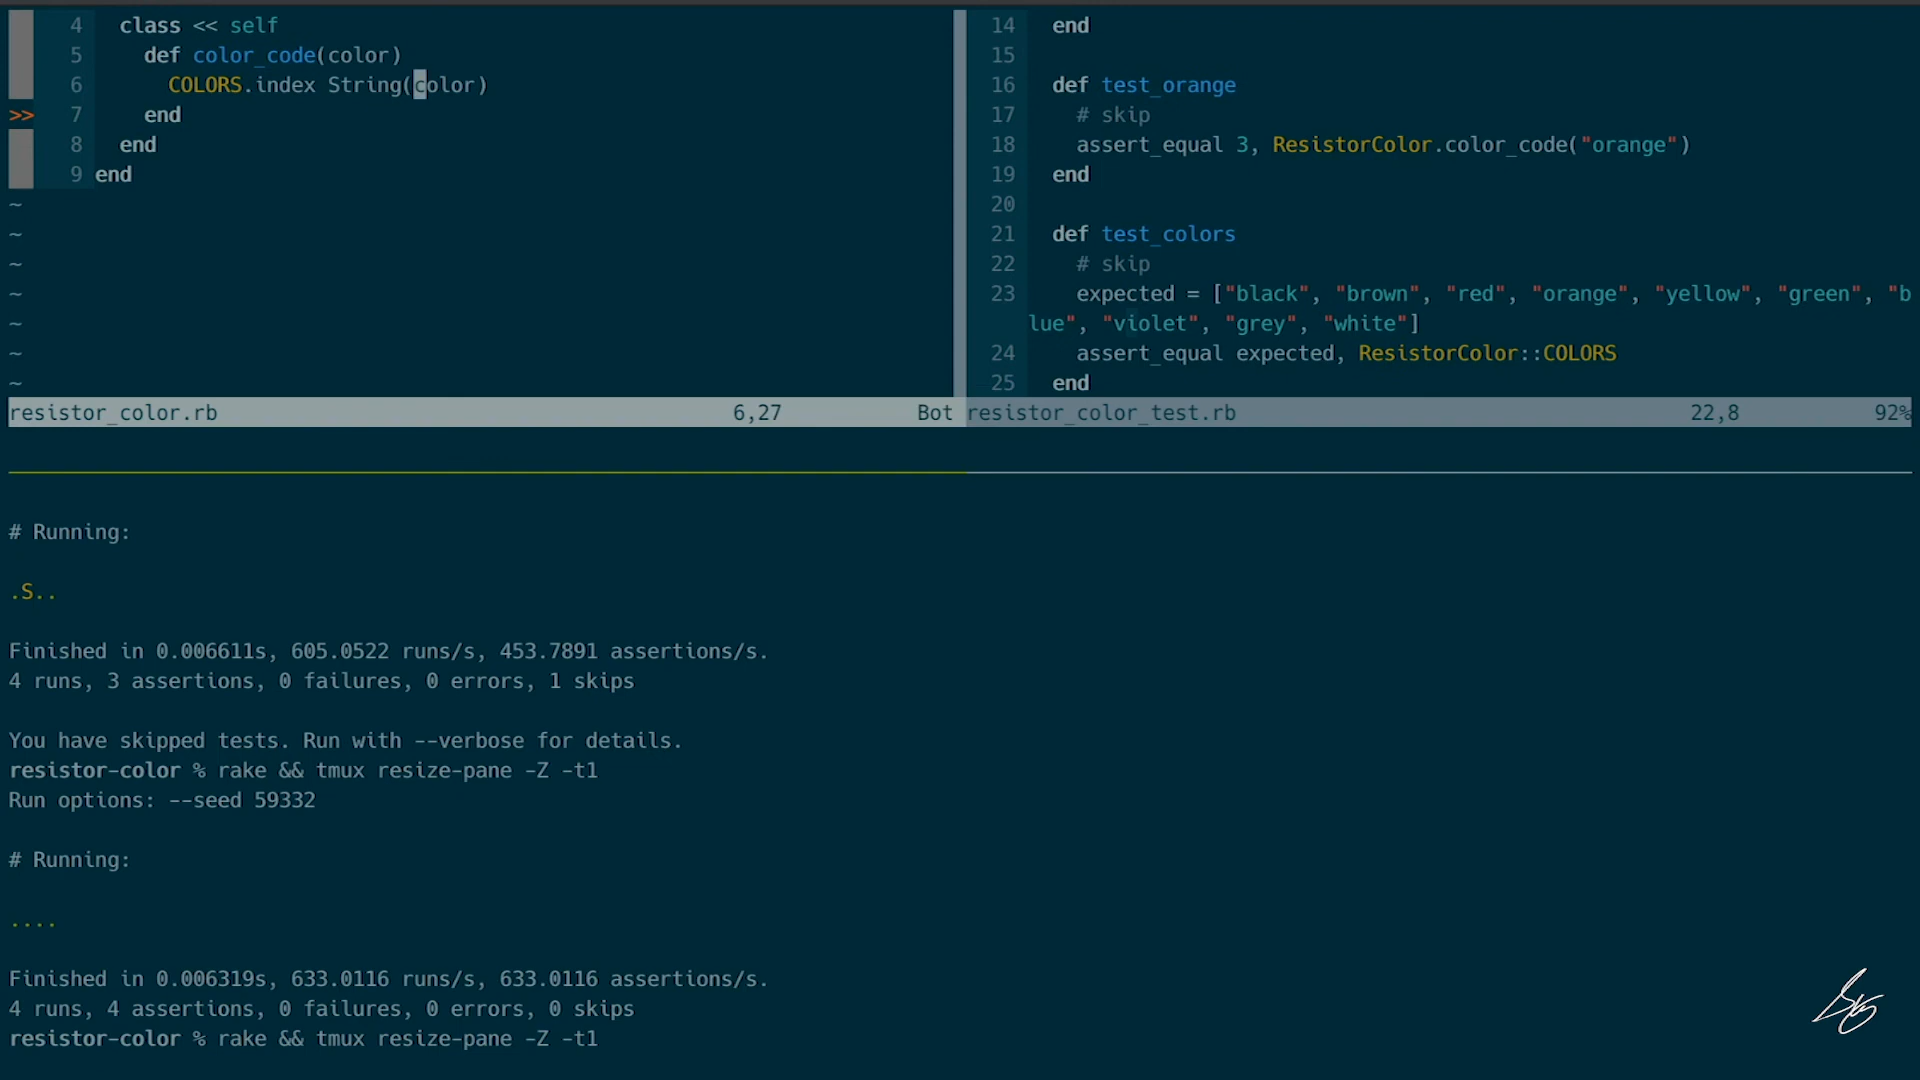 4 class << self
5 def color_code(color)
6 COLORS.index String(color)
>> 7 end
8 end
9 end
~
~
~
~
~
~
~
resistor_color.rb 6,27 Bot
14 end
15
16 def test_orange
17 # skip
18 assert_equal 3, ResistorColor.color_code("orange")
19 end
20
21 def test_colors
22 # skip
23 expected = ["black", "brown", "red", "orange", "yellow", "green", "b
lue", "violet", "grey", "white"]
24 assert_equal expected, ResistorColor::COLORS
25 end
resistor_color_test.rb 22,8 92%
# Running:
.S..
Finished in 0.006611s, 605.0522 runs/s, 453.7891 assertions/s.
4 runs, 3 assertions, 0 failures, 0 errors, 1 skips
You have skipped tests. Run with --verbose for details.
resistor-color % rake && tmux resize-pane -Z -t1
Run options: --seed 59332
# Running:
....
Finished in 0.006319s, 633.0116 runs/s, 633.0116 assertions/s.
4 runs, 4 assertions, 0 failures, 0 errors, 0 skips
resistor-color % rake && tmux resize-pane -Z -t1